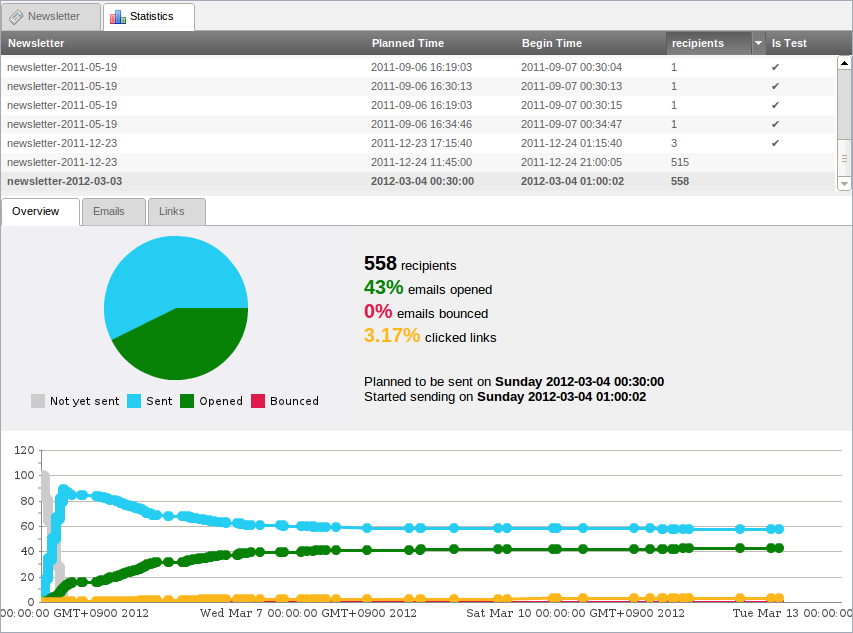 Newsletter Statistics
Newsletter Planned Time Begin Time recipients Is Test
newsletter-2011-05-19 2011-09-06 16:19:03 2011-09-07 00:30:04 1 ✔
newsletter-2011-05-19 2011-09-06 16:30:13 2011-09-07 00:30:13 1 ✔
newsletter-2011-05-19 2011-09-06 16:19:03 2011-09-07 00:30:15 1 ✔
newsletter-2011-05-19 2011-09-06 16:34:46 2011-09-07 00:34:47 1 ✔
newsletter-2011-12-23 2011-12-23 17:15:40 2011-12-24 01:15:40 3 ✔
newsletter-2011-12-23 2011-12-24 11:45:00 2011-12-24 21:00:05 515
newsletter-2012-03-03 2012-03-04 00:30:00 2012-03-04 01:00:02 558
Overview Emails Links
558 recipients
43% emails opened
0% emails bounced
3.17% clicked links
Planned to be sent on Sunday 2012-03-04 00:30:00
Started sending on Sunday 2012-03-04 01:00:02
Not yet sent Sent Opened Bounced
120
100
80
60
40
20
0
00:00:00 GMT+0900 2012 Wed Mar 7 00:00:00 GMT+0900 2012 Sat Mar 10 00:00:00 GMT+0900 2012 Tue Mar 13 00:00:00